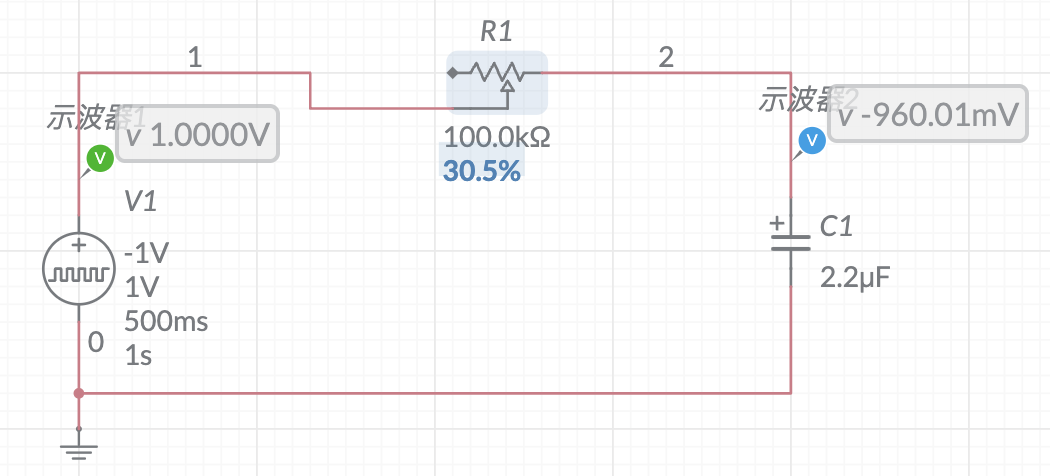 R1
1
2
示波器1
v 1.0000V
V
100.0kΩ
30.5%
示波器2
v -960.01mV
V
V1
-1V
1V
500ms
1s
0
+
C1
2.2µF
+